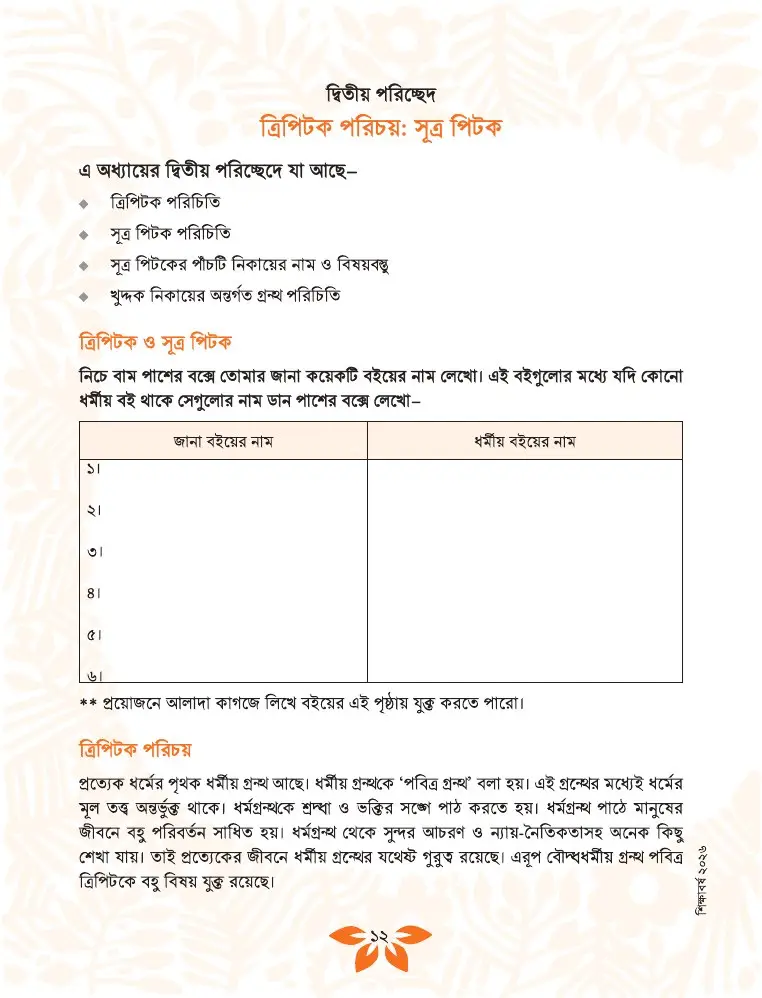 দ্বিতীয় পরিচ্ছেদ
ত্রিপিটক পরিচয়: সূত্র পিটক
এ অধ্যায়ের দ্বিতীয় পরিচ্ছেদে যা আছে–
◆ ত্রিপিটক পরিচিতি
◆ সূত্র পিটক পরিচিতি
◆ সূত্র পিটকের পাঁচটি নিকায়ের নাম ও বিষয়বস্তু
◆ খুদ্দক নিকায়ের অন্তর্গত গ্রন্থ পরিচিতি
ত্রিপিটক ও সূত্র পিটক
নিচে বাম পাশের বক্সে তোমার জানা কয়েকটি বইয়ের নাম লেখো। এই বইগুলোর মধ্যে যদি কোনো
ধর্মীয় বই থাকে সেগুলোর নাম ডান পাশের বক্সে লেখো–
জানা বইয়ের নাম ধর্মীয় বইয়ের নাম
১।
২।
৩।
৪।
৫।
৬।
** প্রয়োজনে আলাদা কাগজে লিখে বইয়ের এই পৃষ্ঠায় যুক্ত করতে পারো।
ত্রিপিটক পরিচয়
প্রত্যেক ধর্মের পৃথক ধর্মীয় গ্রন্থ আছে। ধর্মীয় গ্রন্থকে ‘পবিত্র গ্রন্থ’ বলা হয়। এই গ্রন্থের মধ্যেই ধর্মের
মূল তত্ত্ব অন্তর্ভুক্ত থাকে। ধর্মগ্রন্থকে শ্রদ্ধা ও ভক্তির সঙ্গে পাঠ করতে হয়। ধর্মগ্রন্থ পাঠে মানুষের
জীবনে বহু পরিবর্তন সাধিত হয়। ধর্মগ্রন্থ থেকে সুন্দর আচরণ ও ন্যায়-নৈতিকতাসহ অনেক কিছু
শেখা যায়। তাই প্রত্যেকের জীবনে ধর্মীয় গ্রন্থের যথেষ্ট গুরুত্ব রয়েছে। এরূপ বৌদ্ধধর্মীয় গ্রন্থ পবিত্র
ত্রিপিটকে বহু বিষয় যুক্ত রয়েছে।
শিক্ষাবর্ষ ২০২৬
১২